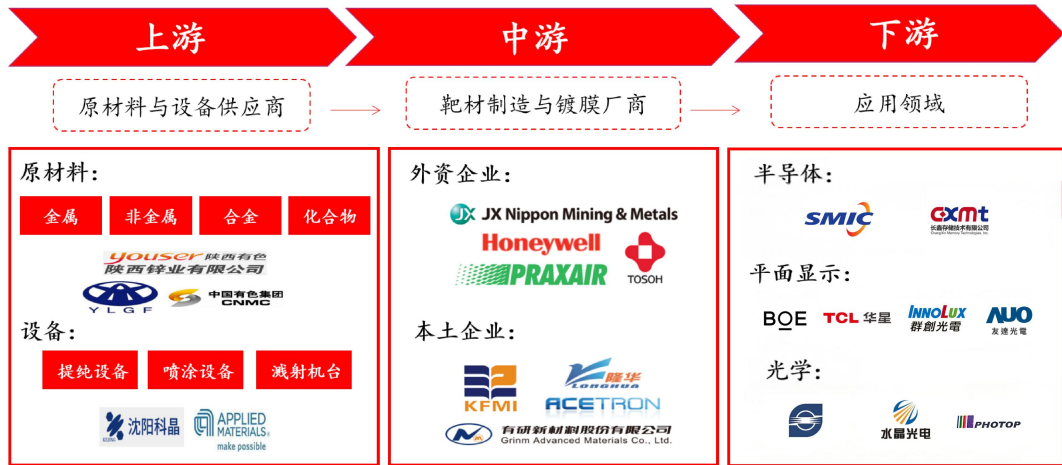 上游
中游
下游
原材料与设备供应商
靶材制造与镀膜厂商
应用领域
原材料：
金属
非金属
合金
化合物
youser 陕西有色
陕西锌业有限公司
YLGF
中国有色集团
CNMC
设备：
提纯设备
喷涂设备
溅射机台
沈阳科晶
APPLIED
MATERIALS
make possible
外资企业：
JX Nippon Mining & Metals
Honeywell
PRAXAIR
TOSOH
本土企业：
KFMI
隆华
LONGHUA
ACETRON
有研新材料股份有限公司
Grinm Advanced Materials Co., Ltd.
半导体：
SMIC
CXMT
长鑫存储技术有限公司
ChangXin Memory Technologies, Inc.
平面显示：
BOE
TCL 华星
INNOLUX
群創光電
AUO
友達光電
光学：
水晶光电
PHOTOP